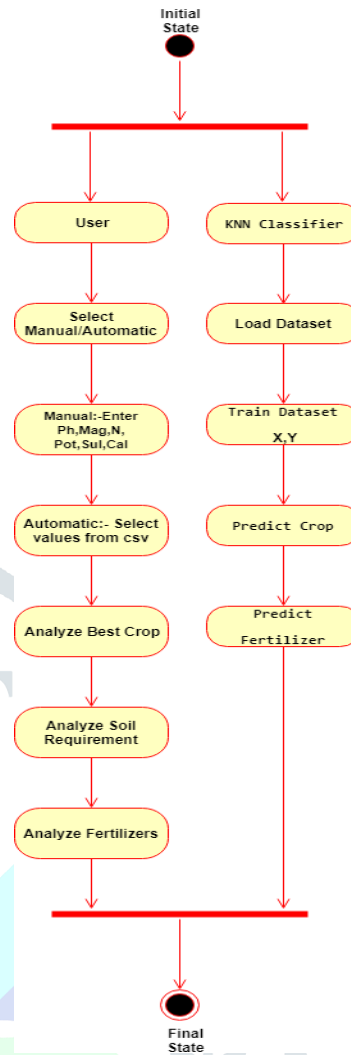 Initial
State
User
Select
Manual/Automatic
Manual:-Enter
Ph,Mag,N,
Pot,Sul,Cal
Automatic:- Select
values from csv
Analyze Best Crop
Analyze Soil
Requirement
Analyze Fertilizers
KNN Classifier
Load Dataset
Train Dataset
X,Y
Predict Crop
Predict
Fertilizer
Final
State